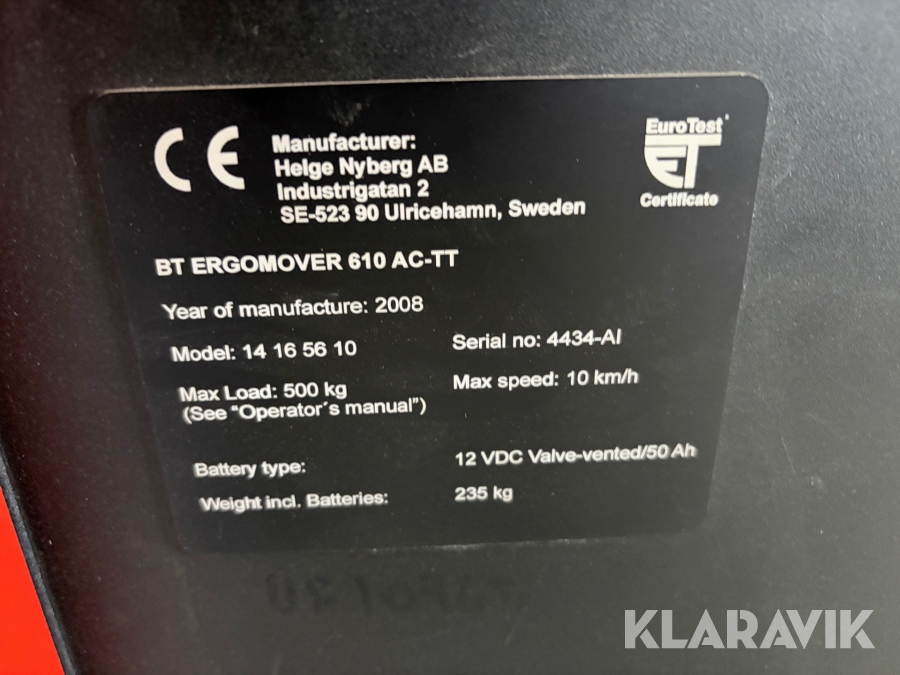 CE
Manufacturer:
Helge Nyberg AB
Industrigatan 2
SE-523 90 Ulricehamn, Sweden
EuroTest
ET
Certificate
BT ERGOMOVER 610 AC-TT
Year of manufacture: 2008
Model: 14 16 56 10
Serial no: 4434-AI
Max Load: 500 kg
(See "Operator´s manual")
Max speed: 10 km/h
Battery type:
12 VDC Valve-vented/50 Ah
Weight incl. Batteries:
235 kg
KLARAVIK